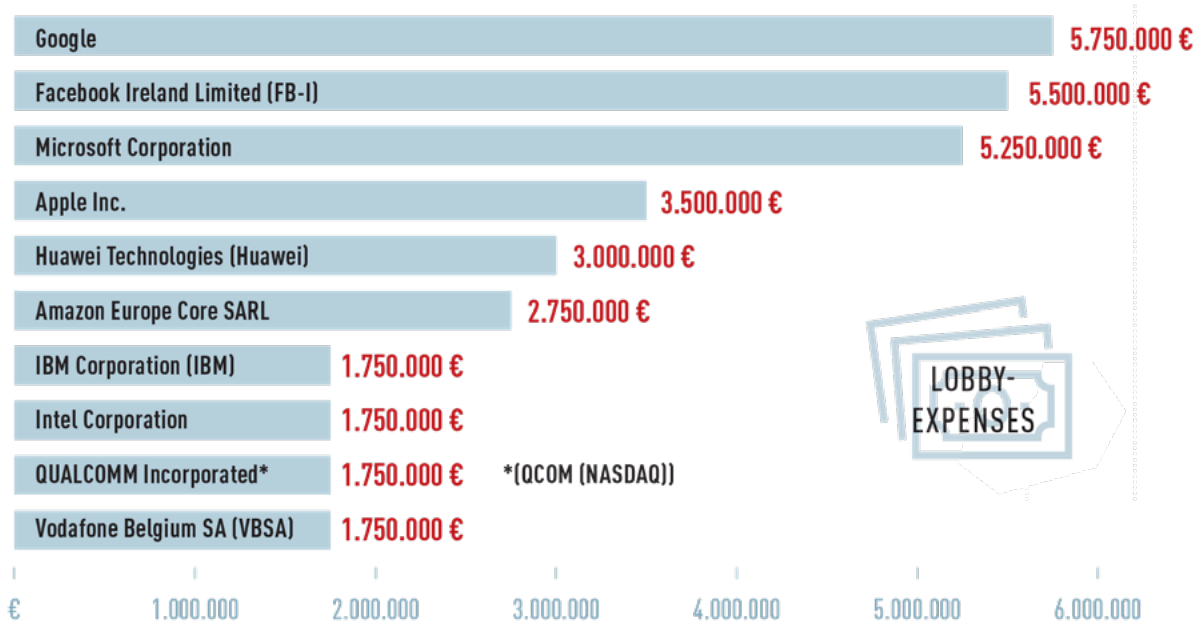 Google 5.750.000 €
Facebook Ireland Limited (FB-I) 5.500.000 €
Microsoft Corporation 5.250.000 €
Apple Inc. 3.500.000 €
Huawei Technologies (Huawei) 3.000.000 €
Amazon Europe Core SARL 2.750.000 €
IBM Corporation (IBM) 1.750.000 €
Intel Corporation 1.750.000 €
QUALCOMM Incorporated* 1.750.000 € *(QCOM (NASDAQ))
Vodafone Belgium SA (VBSA) 1.750.000 €
LOBBY-
EXPENSES
€ 1.000.000 2.000.000 3.000.000 4.000.000 5.000.000 6.000.000